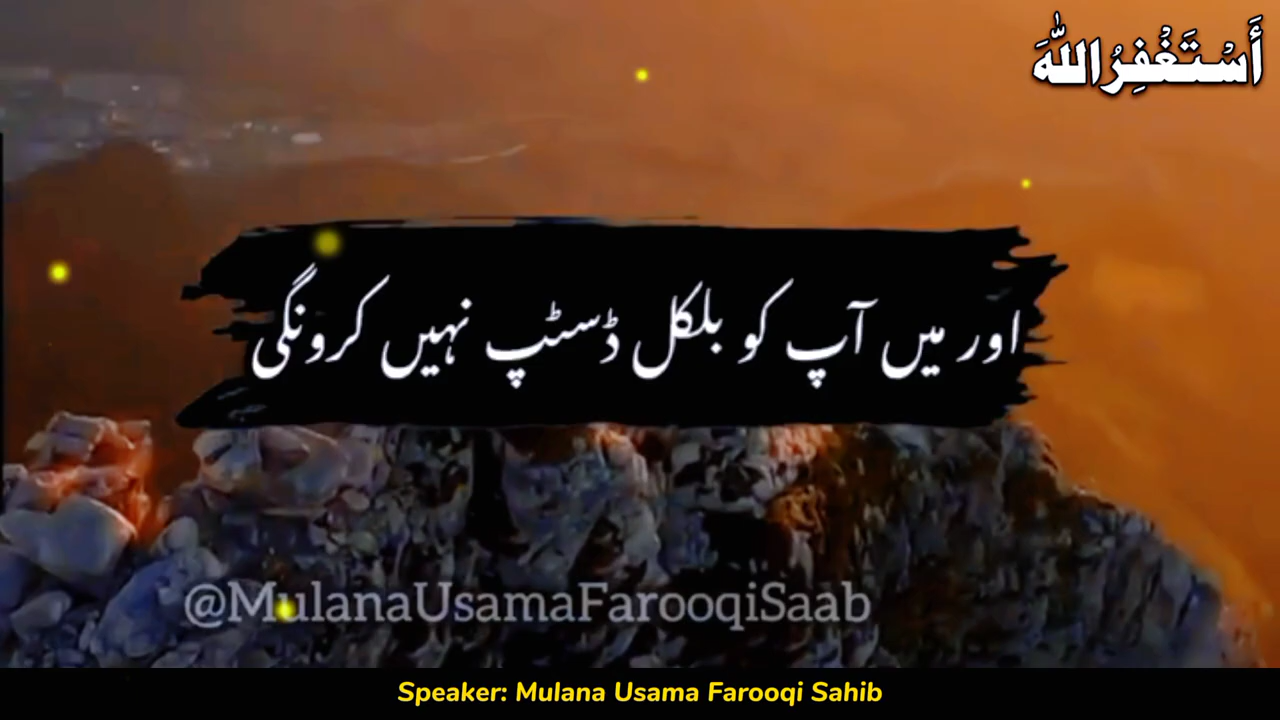 أَسْتَغْفِرُاللّٰهَ
اور میں آپ کو بلکل ڈسٹپ نہیں کرونگی
@MulanaUsamaFarooqiSaab
Speaker: Mulana Usama Farooqi Sahib